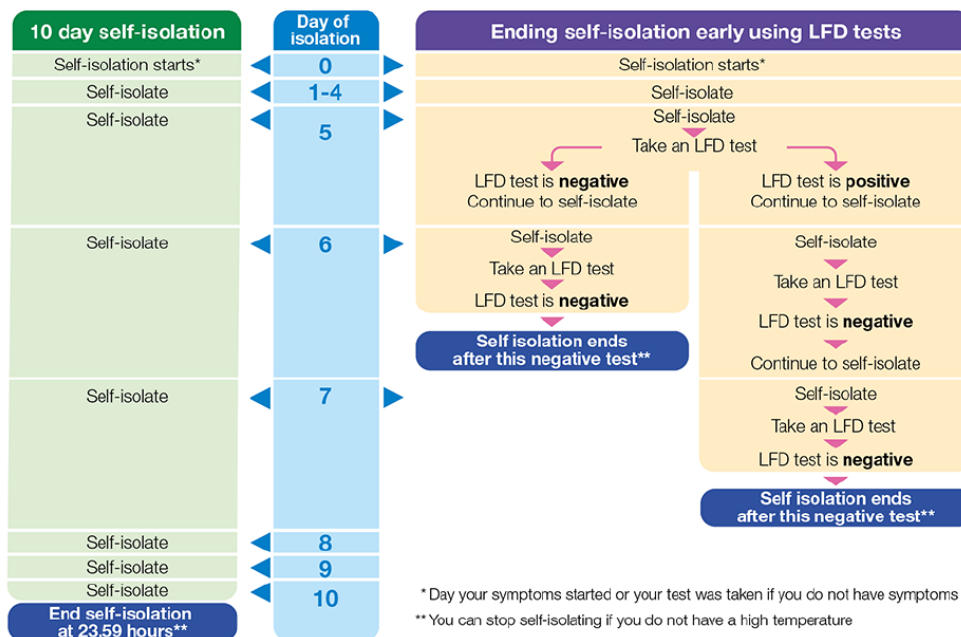 10 day self-isolation
Day of
isolation
Ending self-isolation early using LFD tests
Self-isolation starts*
0
Self-isolation starts*
Self-isolate
1-4
Self-isolate
Self-isolate
5
Self-isolate
Take an LFD test
LFD test is negative
Continue to self-isolate
LFD test is positive
Continue to self-isolate
Self-isolate
6
Self-isolate
Take an LFD test
LFD test is negative
Self isolation ends
after this negative test**
Self-isolate
Take an LFD test
LFD test is negative
Continue to self-isolate
Self-isolate
7
Self-isolate
Take an LFD test
LFD test is negative
Self isolation ends
after this negative test**
Self-isolate
8
Self-isolate
9
Self-isolate
10
End self-isolation
at 23.59 hours**
* Day your symptoms started or your test was taken if you do not have symptoms
** You can stop self-isolating if you do not have a high temperature